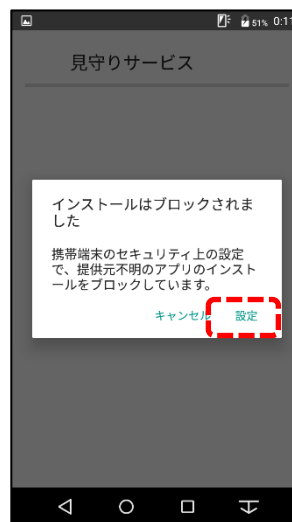 51% 0:11
見守りサービス
インストールはブロックされま
した
携帯端末のセキュリティ上の設定
で、提供元不明のアプリのインスト
ールをブロックしています。
キャンセル 設定